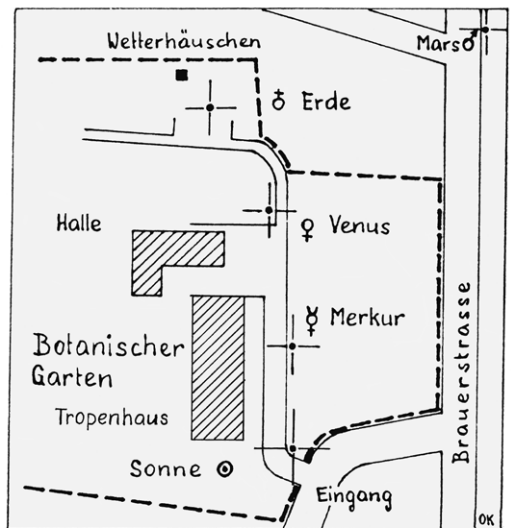 Wetterhäuschen
Mars ♂
♁ Erde
Halle
♀ Venus
☿ Merkur
Botanischer
Garten
Tropenhaus
Brauerstrasse
Sonne ☉
Eingang
OK